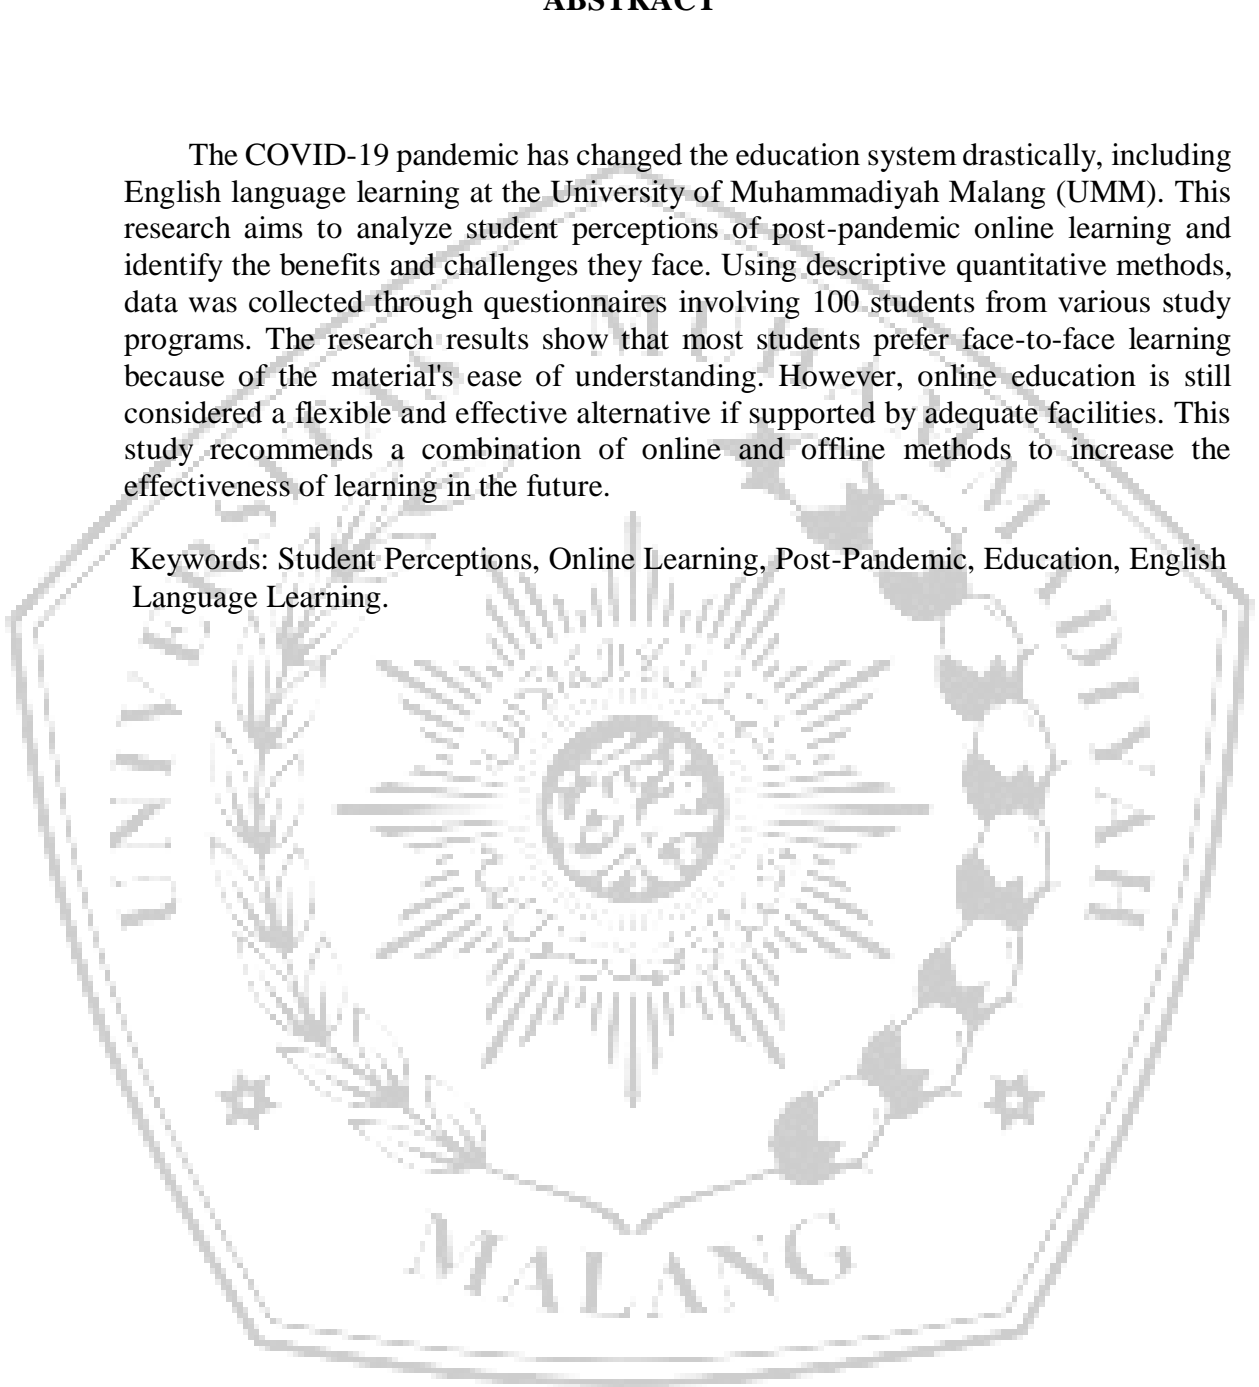 ABSTRACT
The COVID-19 pandemic has changed the education system drastically, including
English language learning at the University of Muhammadiyah Malang (UMM). This
research aims to analyze student perceptions of post-pandemic online learning and
identify the benefits and challenges they face. Using descriptive quantitative methods,
data was collected through questionnaires involving 100 students from various study
programs. The research results show that most students prefer face-to-face learning
because of the material's ease of understanding. However, online education is still
considered a flexible and effective alternative if supported by adequate facilities. This
study recommends a combination of online and offline methods to increase the
effectiveness of learning in the future.
Keywords: Student Perceptions, Online Learning, Post-Pandemic, Education, English
Language Learning.
UNIVERSITAS MUHAMMADIYAH
MALANG